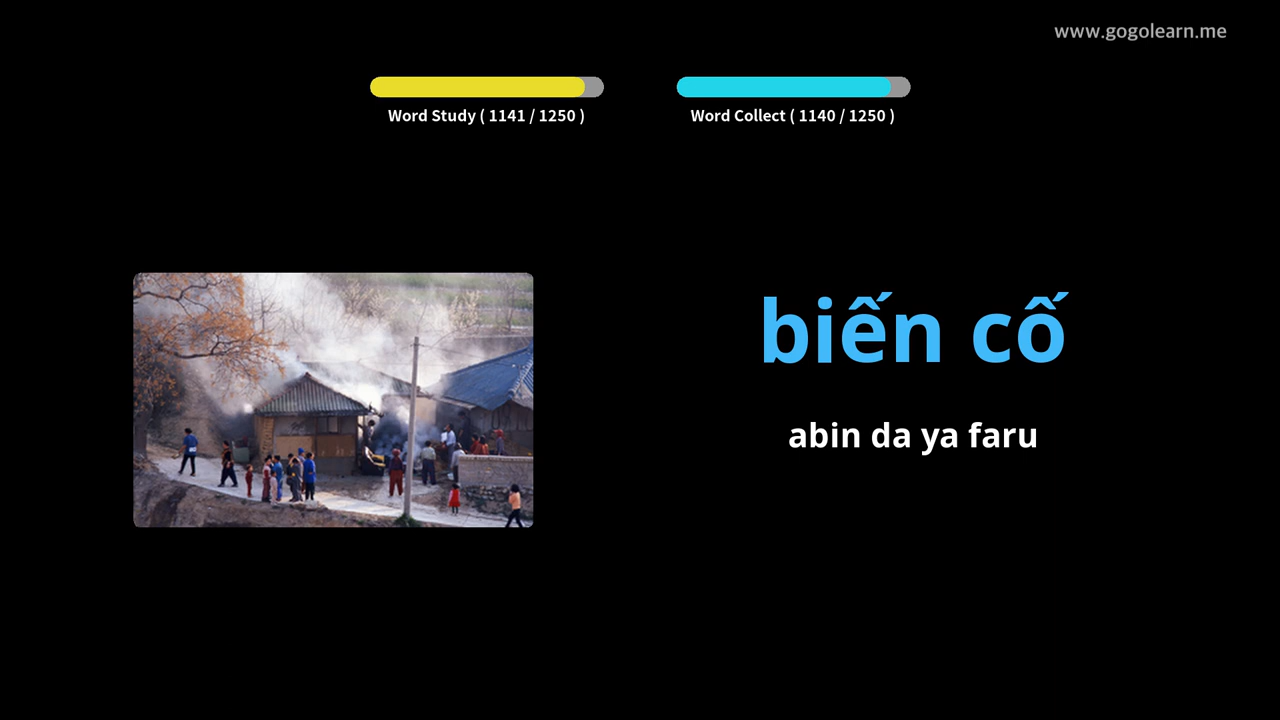 www.gogolearn.me
Word Study ( 1141 / 1250 )
Word Collect ( 1140 / 1250 )
biến cố
abin da ya faru